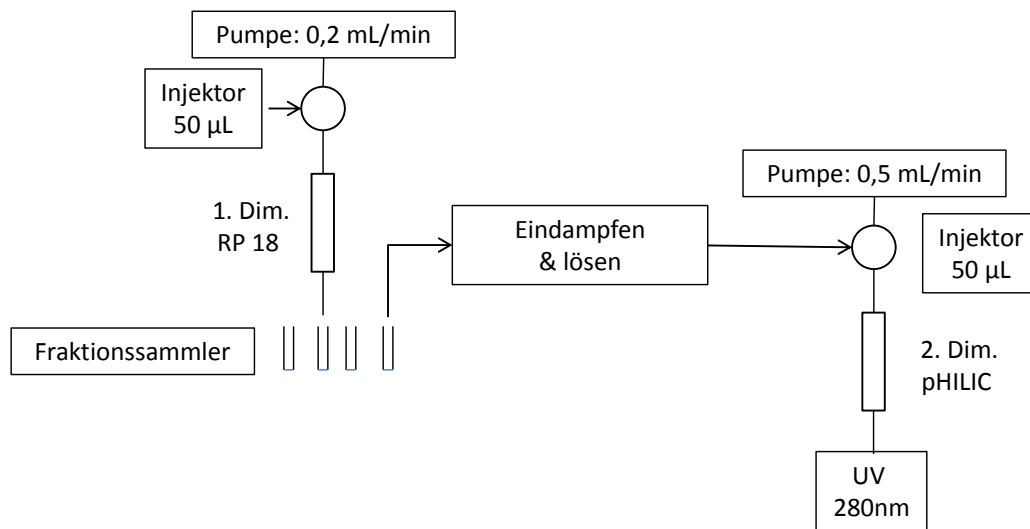 Pumpe: 0,2 mL/min
Injektor
50 µL
1. Dim.
RP 18
Fraktionssammler
Eindampfen
& lösen
Pumpe: 0,5 mL/min
Injektor
50 µL
2. Dim.
pHILIC
UV
280nm